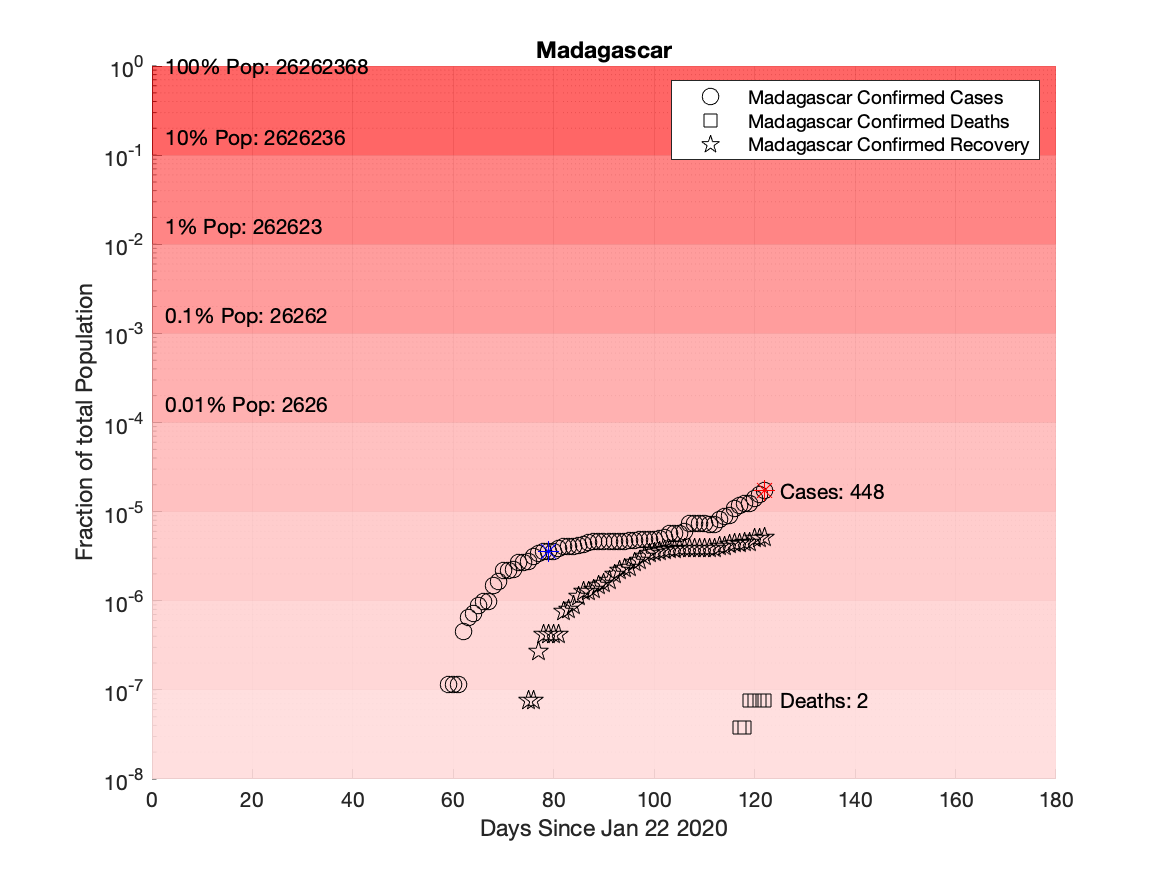 Madagascar
10^0
100% Pop: 26262368
Madagascar Confirmed Cases
Madagascar Confirmed Deaths
Madagascar Confirmed Recovery
10% Pop: 2626236
10^-1
1% Pop: 262623
10^-2
0.1% Pop: 26262
10^-3
0.01% Pop: 2626
10^-4
Cases: 448
10^-5
10^-6
10^-7
Deaths: 2
10^-8
Fraction of total Population
0 20 40 60 80 100 120 140 160 180
Days Since Jan 22 2020